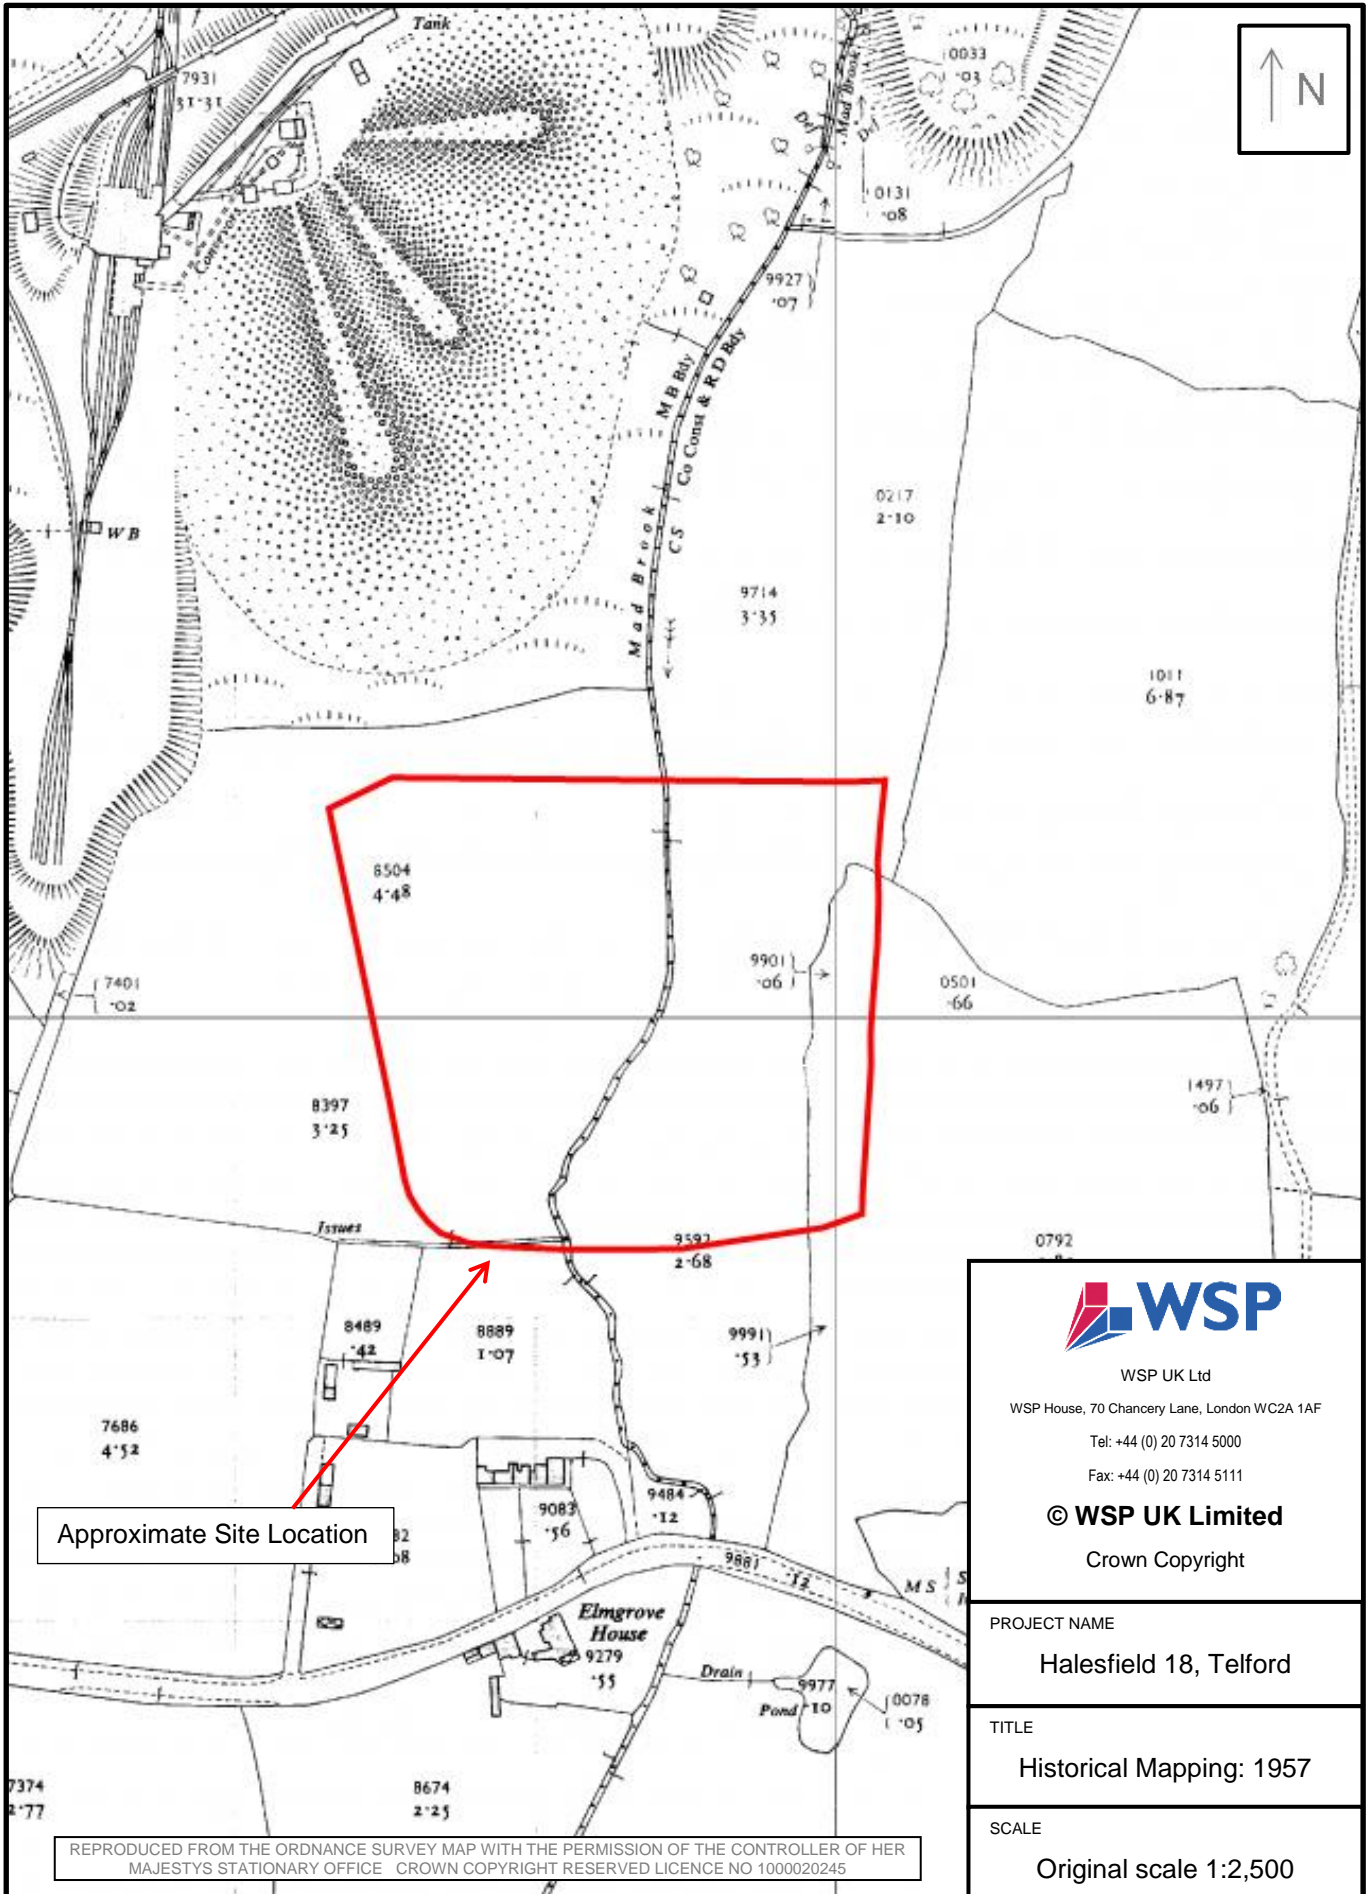 Tank
7931
31·31
Conveyor
0033
·03
N
Def
Mad Brook
Def
0131
·08
9927
·07
M B Bdy
Co Const & R D Bdy
W B
0217
2·10
Mad Brook
C S
9714
3·35
1011
6·87
8504
4·48
7401
·02
9901
·06
0501
·66
8397
3·25
1497
·06
Issues
9592
2·68
0792
8489
·42
8889
1·07
9991
·53
7686
4·52
Approximate Site Location
82
08
9083
·56
9484
·12
9881
·12
M S
Elmgrove
House
9279
·55
Drain
9977
Pond ·10
0078
·05
7374
2·77
8674
2·25
WSP
WSP UK Ltd
WSP House, 70 Chancery Lane, London WC2A 1AF
Tel: +44 (0) 20 7314 5000
Fax: +44 (0) 20 7314 5111
© WSP UK Limited
Crown Copyright
PROJECT NAME
Halesfield 18, Telford
TITLE
Historical Mapping: 1957
SCALE
Original scale 1:2,500
REPRODUCED FROM THE ORDNANCE SURVEY MAP WITH THE PERMISSION OF THE CONTROLLER OF HER
MAJESTYS STATIONARY OFFICE CROWN COPYRIGHT RESERVED LICENCE NO 1000020245